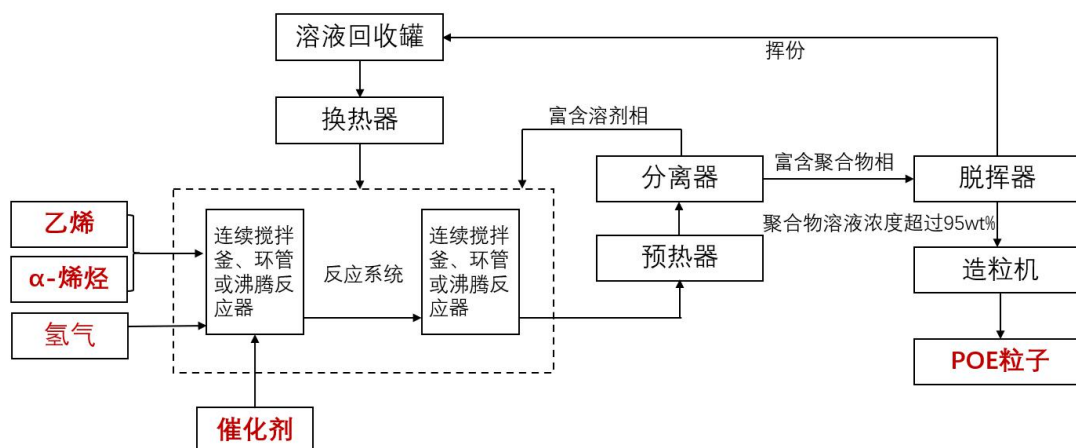 溶液回收罐
挥份
换热器
富含溶剂相
分离器
富含聚合物相
脱挥器
乙烯
α-烯烃
氢气
连续搅拌
釜、环管
或沸腾反
应器
反应系统
连续搅拌
釜、环管
或沸腾反
应器
预热器
聚合物溶液浓度超过95wt%
造粒机
POE粒子
催化剂